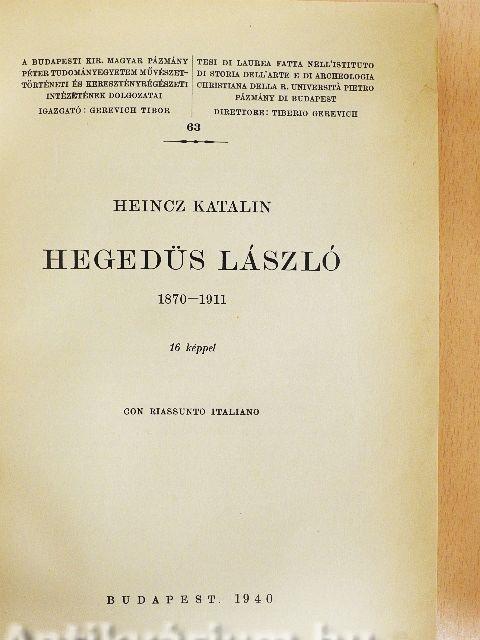 A BUDAPESTI KIR. MAGYAR PÁZMÁNY
PÉTER TUDOMÁNYEGYETEM MŰVÉSZET-
TÖRTÉNETI ÉS KERESZTÉNYRÉGÉSZETI
INTÉZETÉNEK DOLGOZATAI
IGAZGATÓ: GEREVICH TIBOR
TESI DI LAUREA FATTA NELL'ISTITUTO
DI STORIA DELL'ARTE E DI ARCHEOLOGIA
CHRISTIANA DELLA R. UNIVERSITÀ PIETRO
PÁZMÁNY DI BUDAPEST
DIRETTORE: TIBERIO GEREVICH
63
HEINCZ KATALIN
HEGEDÜS LÁSZLÓ
1870—1911
16 képpel
CON RIASSUNTO ITALIANO
BUDAPEST. 1940
Antikvárium.hu